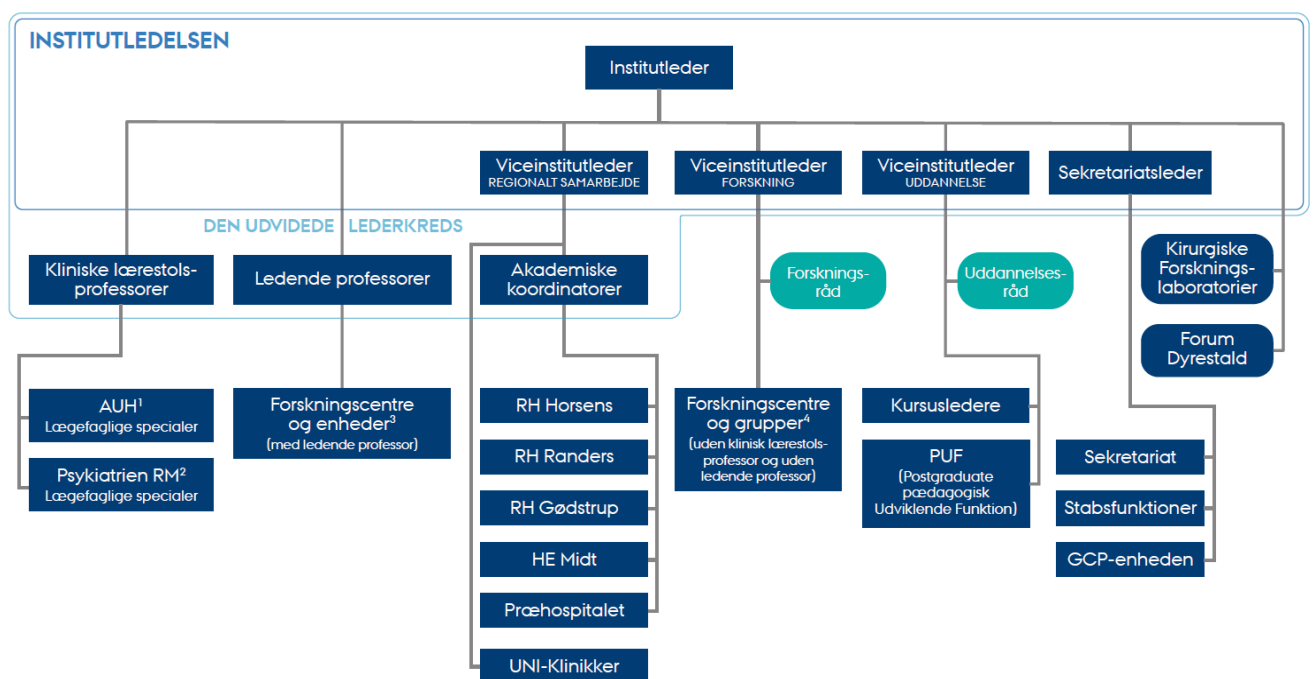 INSTITUTLEDELSEN
Institutleder
Viceinstitutleder
REGIONALT SAMARBEJDE
Viceinstitutleder
FORSKNING
Viceinstitutleder
UDDANNELSE
Sekretariatsleder
DEN UDVIDEDE LEDERKREDS
Kliniske lærestols-
professorer
Ledende professorer
Akademiske
koordinatorer
Forsknings-
råd
Uddannelses-
råd
Kirurgiske
Forsknings-
laboratorier
Forum
Dyrestald
AUH¹
Lægefaglige specialer
Psykiatrien RM²
Lægefaglige specialer
Forskningscentre
og enheder³
(med ledende professor)
RH Horsens
RH Randers
RH Gødstrup
HE Midt
Præhospitalet
UNI-Klinikker
Forskningscentre
og grupper⁴
(uden klinisk lærestols-
professor og uden
ledende professor)
Kursusledere
PUF
(Postgraduate
pædagogisk
Udviklende Funktion)
Sekretariat
Stabsfunktioner
GCP-enheden